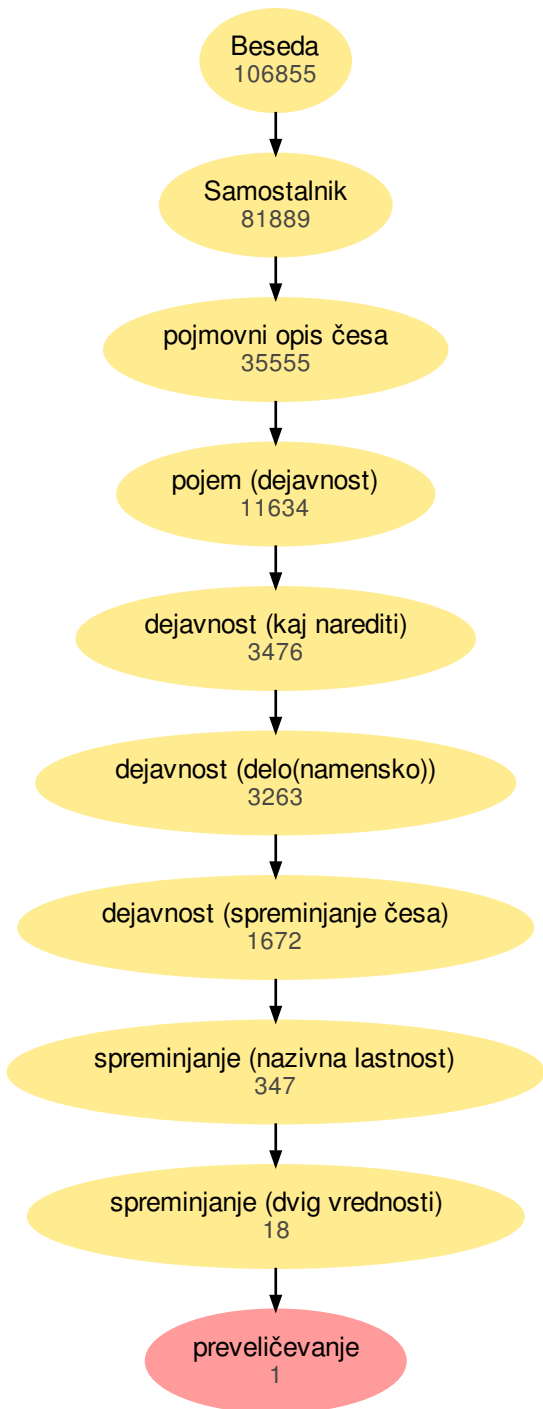 Beseda
106855
Samostalnik
81889
pojmovni opis česa
35555
pojem (dejavnost)
11634
dejavnost (kaj narediti)
3476
dejavnost (delo(namensko))
3263
dejavnost (spreminjanje česa)
1672
spreminjanje (nazivna lastnost)
347
spreminjanje (dvig vrednosti)
18
preveličevanje
1